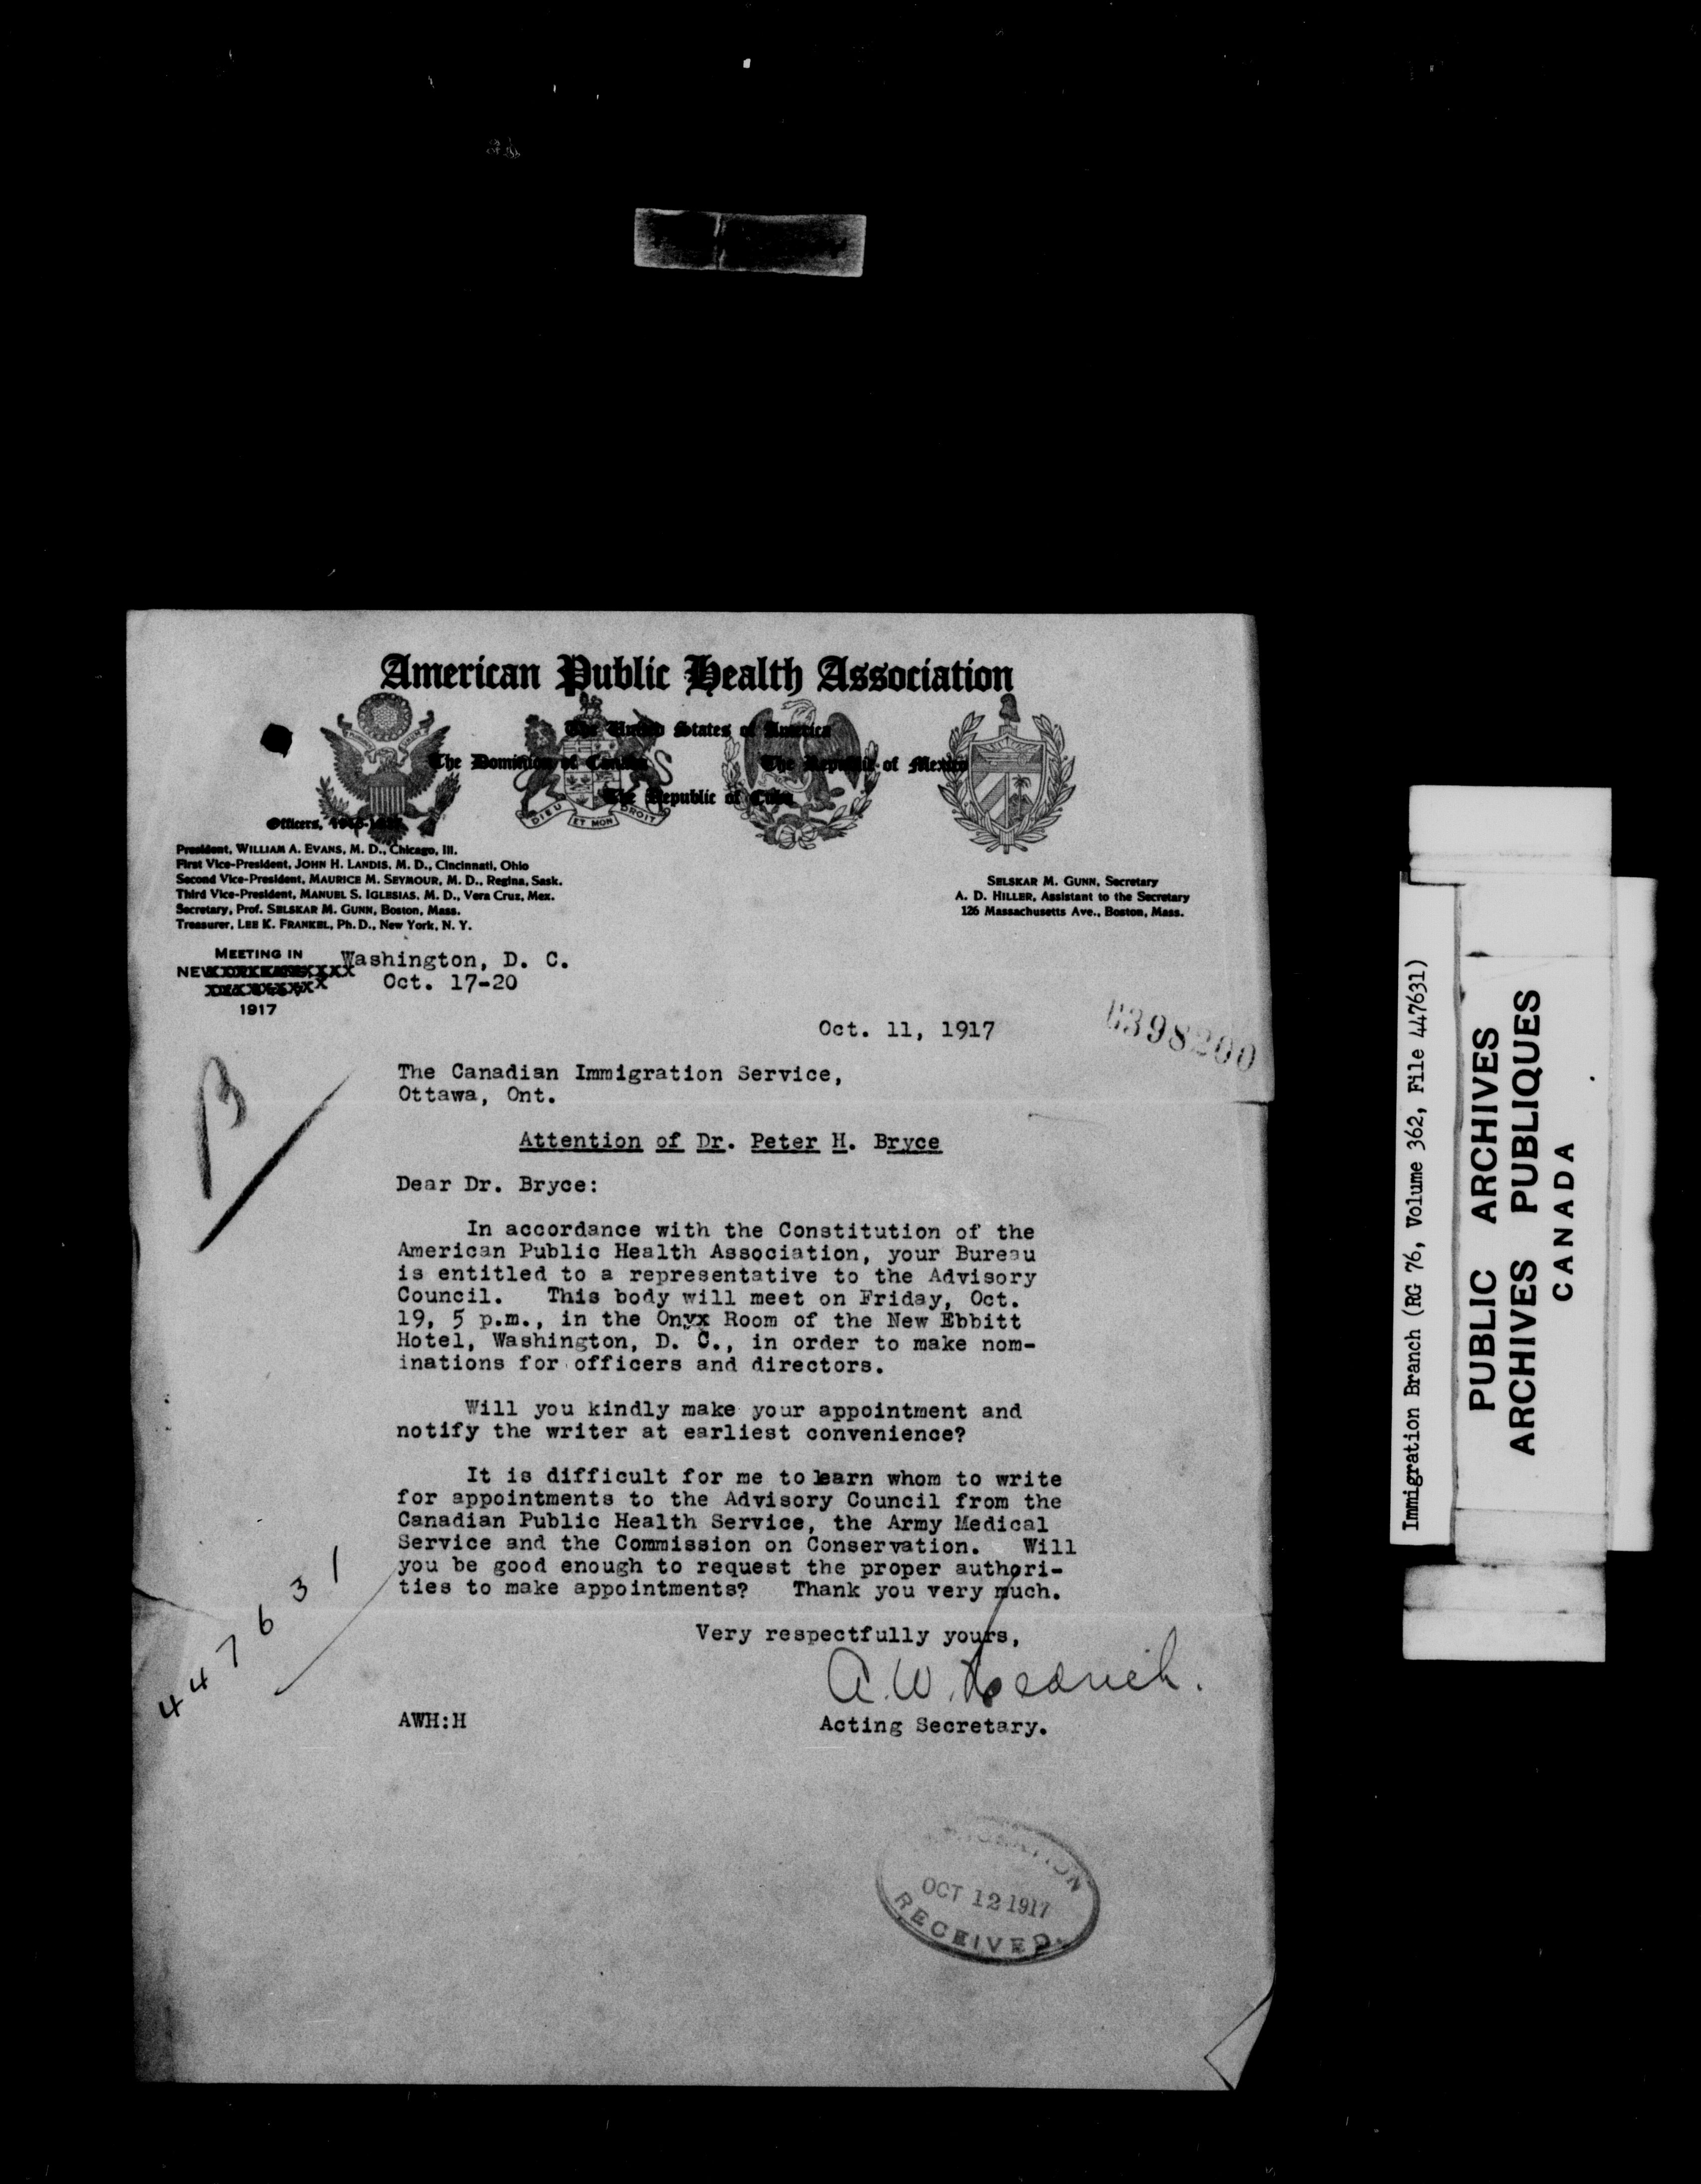 American Public Health Association
The United States of America
The Dominion of Canada The Republic of Mexico
The Republic of Cuba
DIEU ET MON DROIT
Officers,
President, WILLIAM A. EVANS, M. D., Chicago, Ill.
First Vice-President, JOHN H. LANDIS, M. D., Cincinnati, Ohio
Second Vice-President, MAURICE M. SEYMOUR, M. D., Regina, Sask.
Third Vice-President, MANUEL S. IGLESIAS, M. D., Vera Cruz, Mex.
Secretary, Prof. SELSKAR M. GUNN, Boston, Mass.
Treasurer, LEE K. FRANKEL, Ph. D., New York, N. Y.
SELSKAR M. GUNN, Secretary
A. D. HILLER, Assistant to the Secretary
126 Massachusetts Ave., Boston, Mass.
MEETING IN Washington, D. C.
NEW
Oct. 17-20
1917
Oct. 11, 1917
398200
The Canadian Immigration Service,
Ottawa, Ont.
B
Attention of Dr. Peter H. Bryce
Dear Dr. Bryce:
In accordance with the Constitution of the
American Public Health Association, your Bureau
is entitled to a representative to the Advisory
Council. This body will meet on Friday, Oct.
19, 5 p.m., in the Onyx Room of the New Ebbitt
Hotel, Washington, D. C., in order to make nom-
inations for officers and directors.
Will you kindly make your appointment and
notify the writer at earliest convenience?
It is difficult for me to learn whom to write
for appointments to the Advisory Council from the
Canadian Public Health Service, the Army Medical
Service and the Commission on Conservation. Will
you be good enough to request the proper authori-
ties to make appointments? Thank you very much.
447631
Very respectfully yours,
A. W. Hedrich.
AWH:H Acting Secretary.
OCT 12 1917
RECEIVED
Immigration Branch (RG 76, Volume 362, File 447631)
PUBLIC ARCHIVES
ARCHIVES PUBLIQUES
CANADA